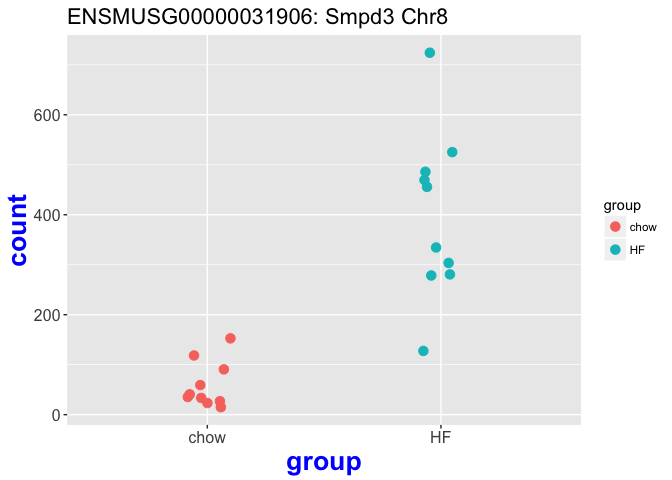 ENSMUSG00000031906: Smpd3 Chr8
600
400
200
0
count
chow
HF
group
group
chow
HF